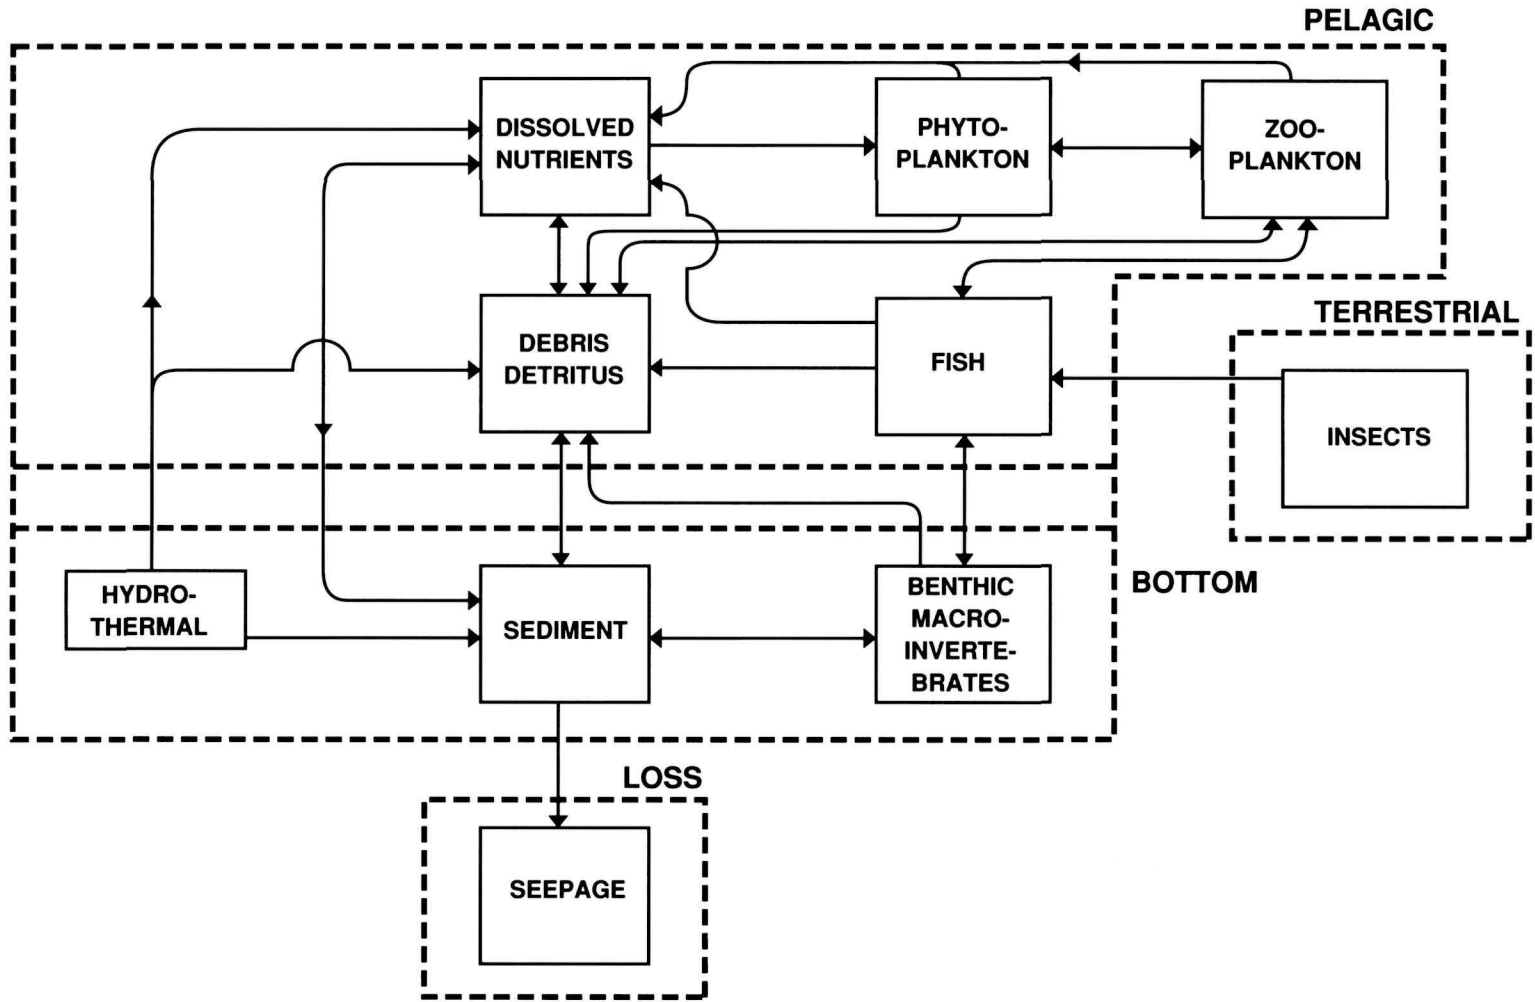 PELAGIC
DISSOLVED
NUTRIENTS
PHYTO-
PLANKTON
ZOO-
PLANKTON
TERRESTRIAL
DEBRIS
DETRITUS
FISH
INSECTS
HYDRO-
THERMAL
SEDIMENT
BENTHIC
MACRO-
INVERTE-
BRATES
BOTTOM
LOSS
SEEPAGE